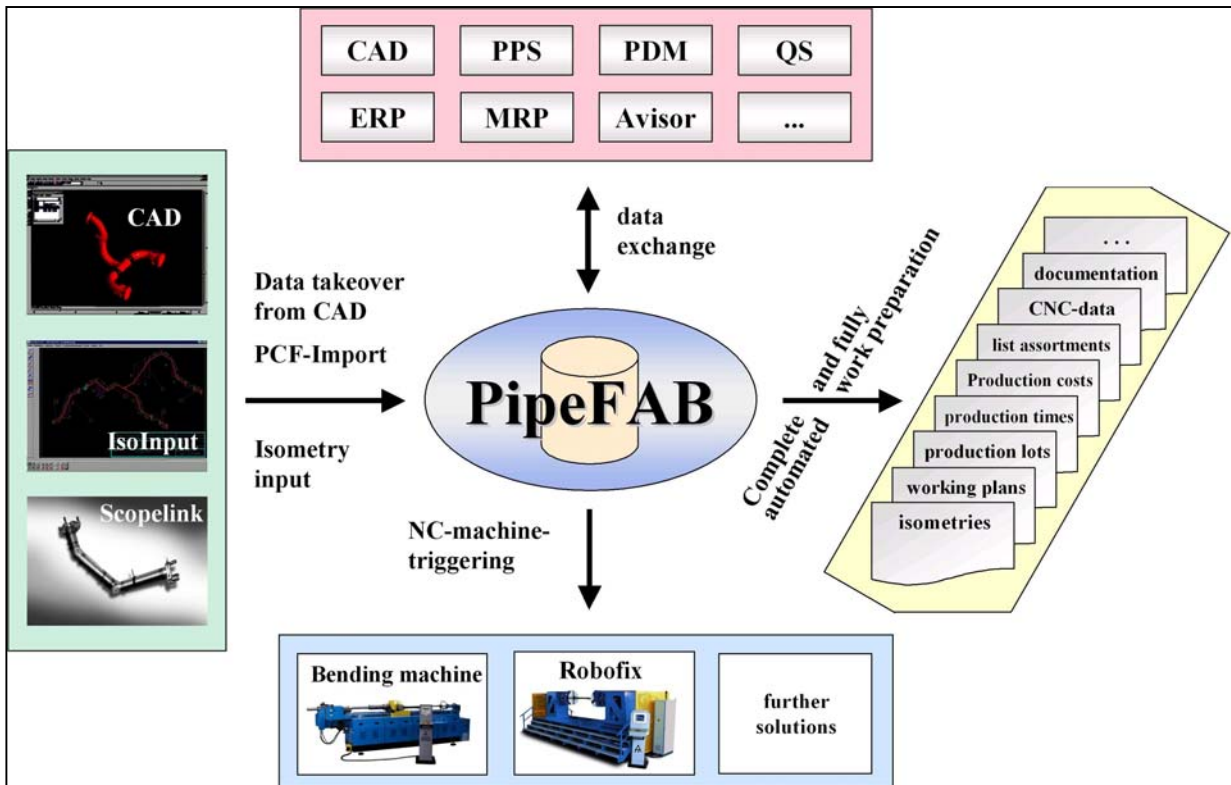 CAD
PPS
PDM
QS
ERP
MRP
Avisor
...
CAD
IsoInput
Scopelink
Data takeover
from CAD
PCF-Import
Isometry
input
data
exchange
PipeFAB
NC-machine-
triggering
Complete and fully
automated work preparation
. . .
documentation
CNC-data
list assortments
Production costs
production times
production lots
working plans
isometries
Bending machine
Robofix
further
solutions